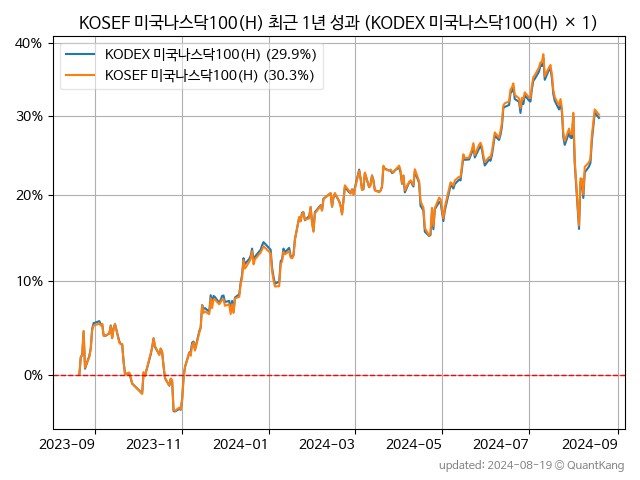 KOSEF 미국나스닥100(H) 최근 1년 성과 (KODEX 미국나스닥100(H) × 1)
KODEX 미국나스닥100(H) (29.9%)
KOSEF 미국나스닥100(H) (30.3%)
40%
30%
20%
10%
0%
2023-09 2023-11 2024-01 2024-03 2024-05 2024-07 2024-09
updated: 2024-08-19 © QuantKang